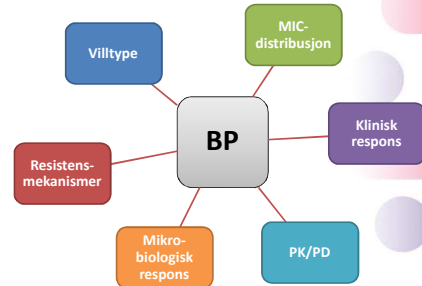 MIC-
distribusjon
Villtype
Klinisk
respons
BP
Resistens-
mekanismer
Mikro-
biologisk
respons
PK/PD